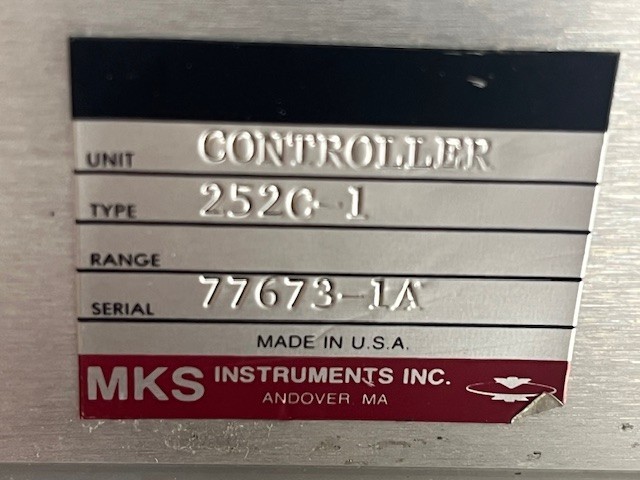 UNIT CONTROLLER
TYPE 252C-1
RANGE
SERIAL 77673-1A
MADE IN U.S.A.
MKS INSTRUMENTS INC.
ANDOVER MA